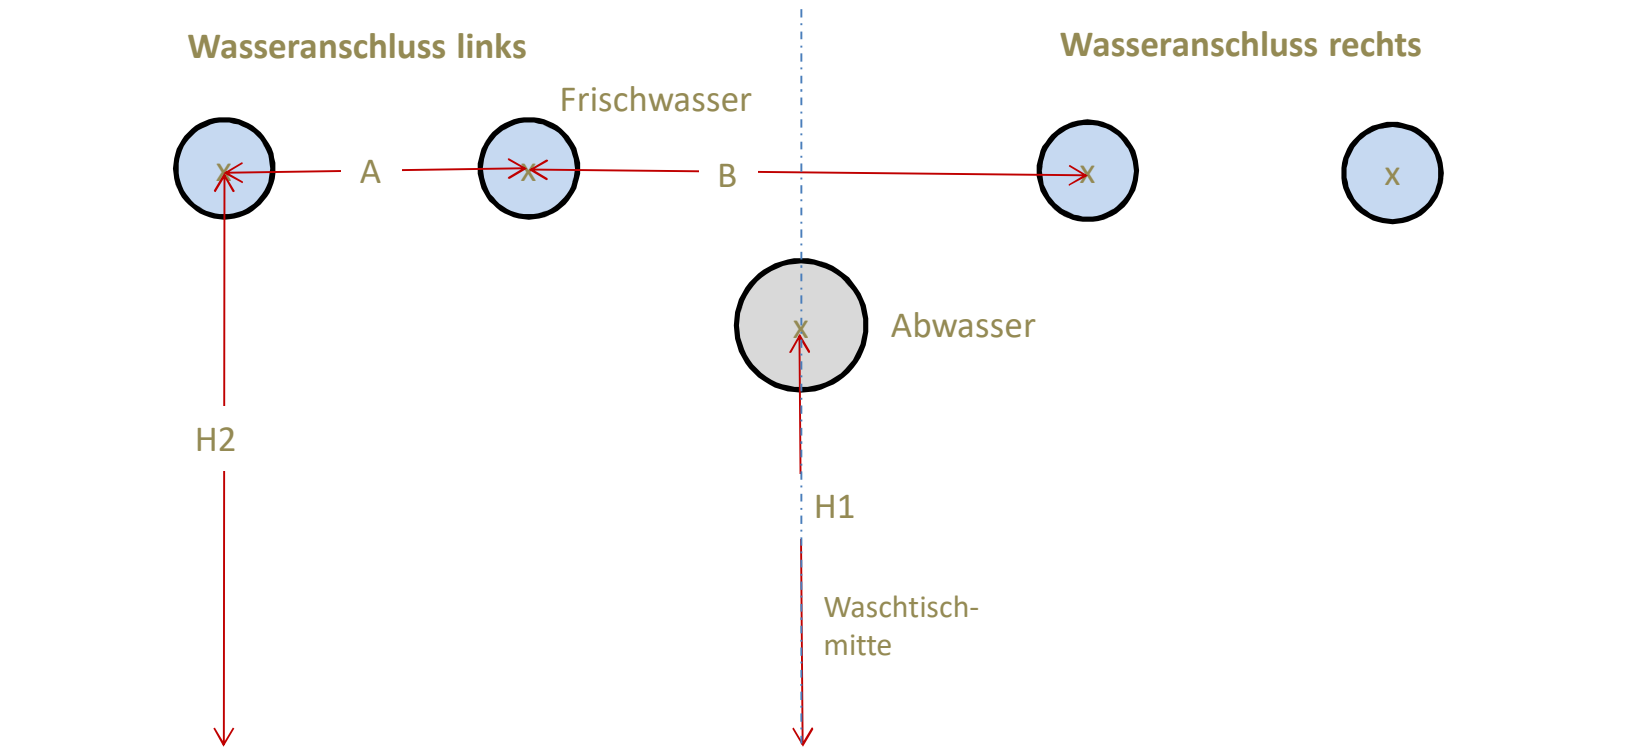 Wasseranschluss links
Wasseranschluss rechts
Frischwasser
x
A
x
B
x
x
x
Abwasser
H2
H1
Waschtisch-
mitte